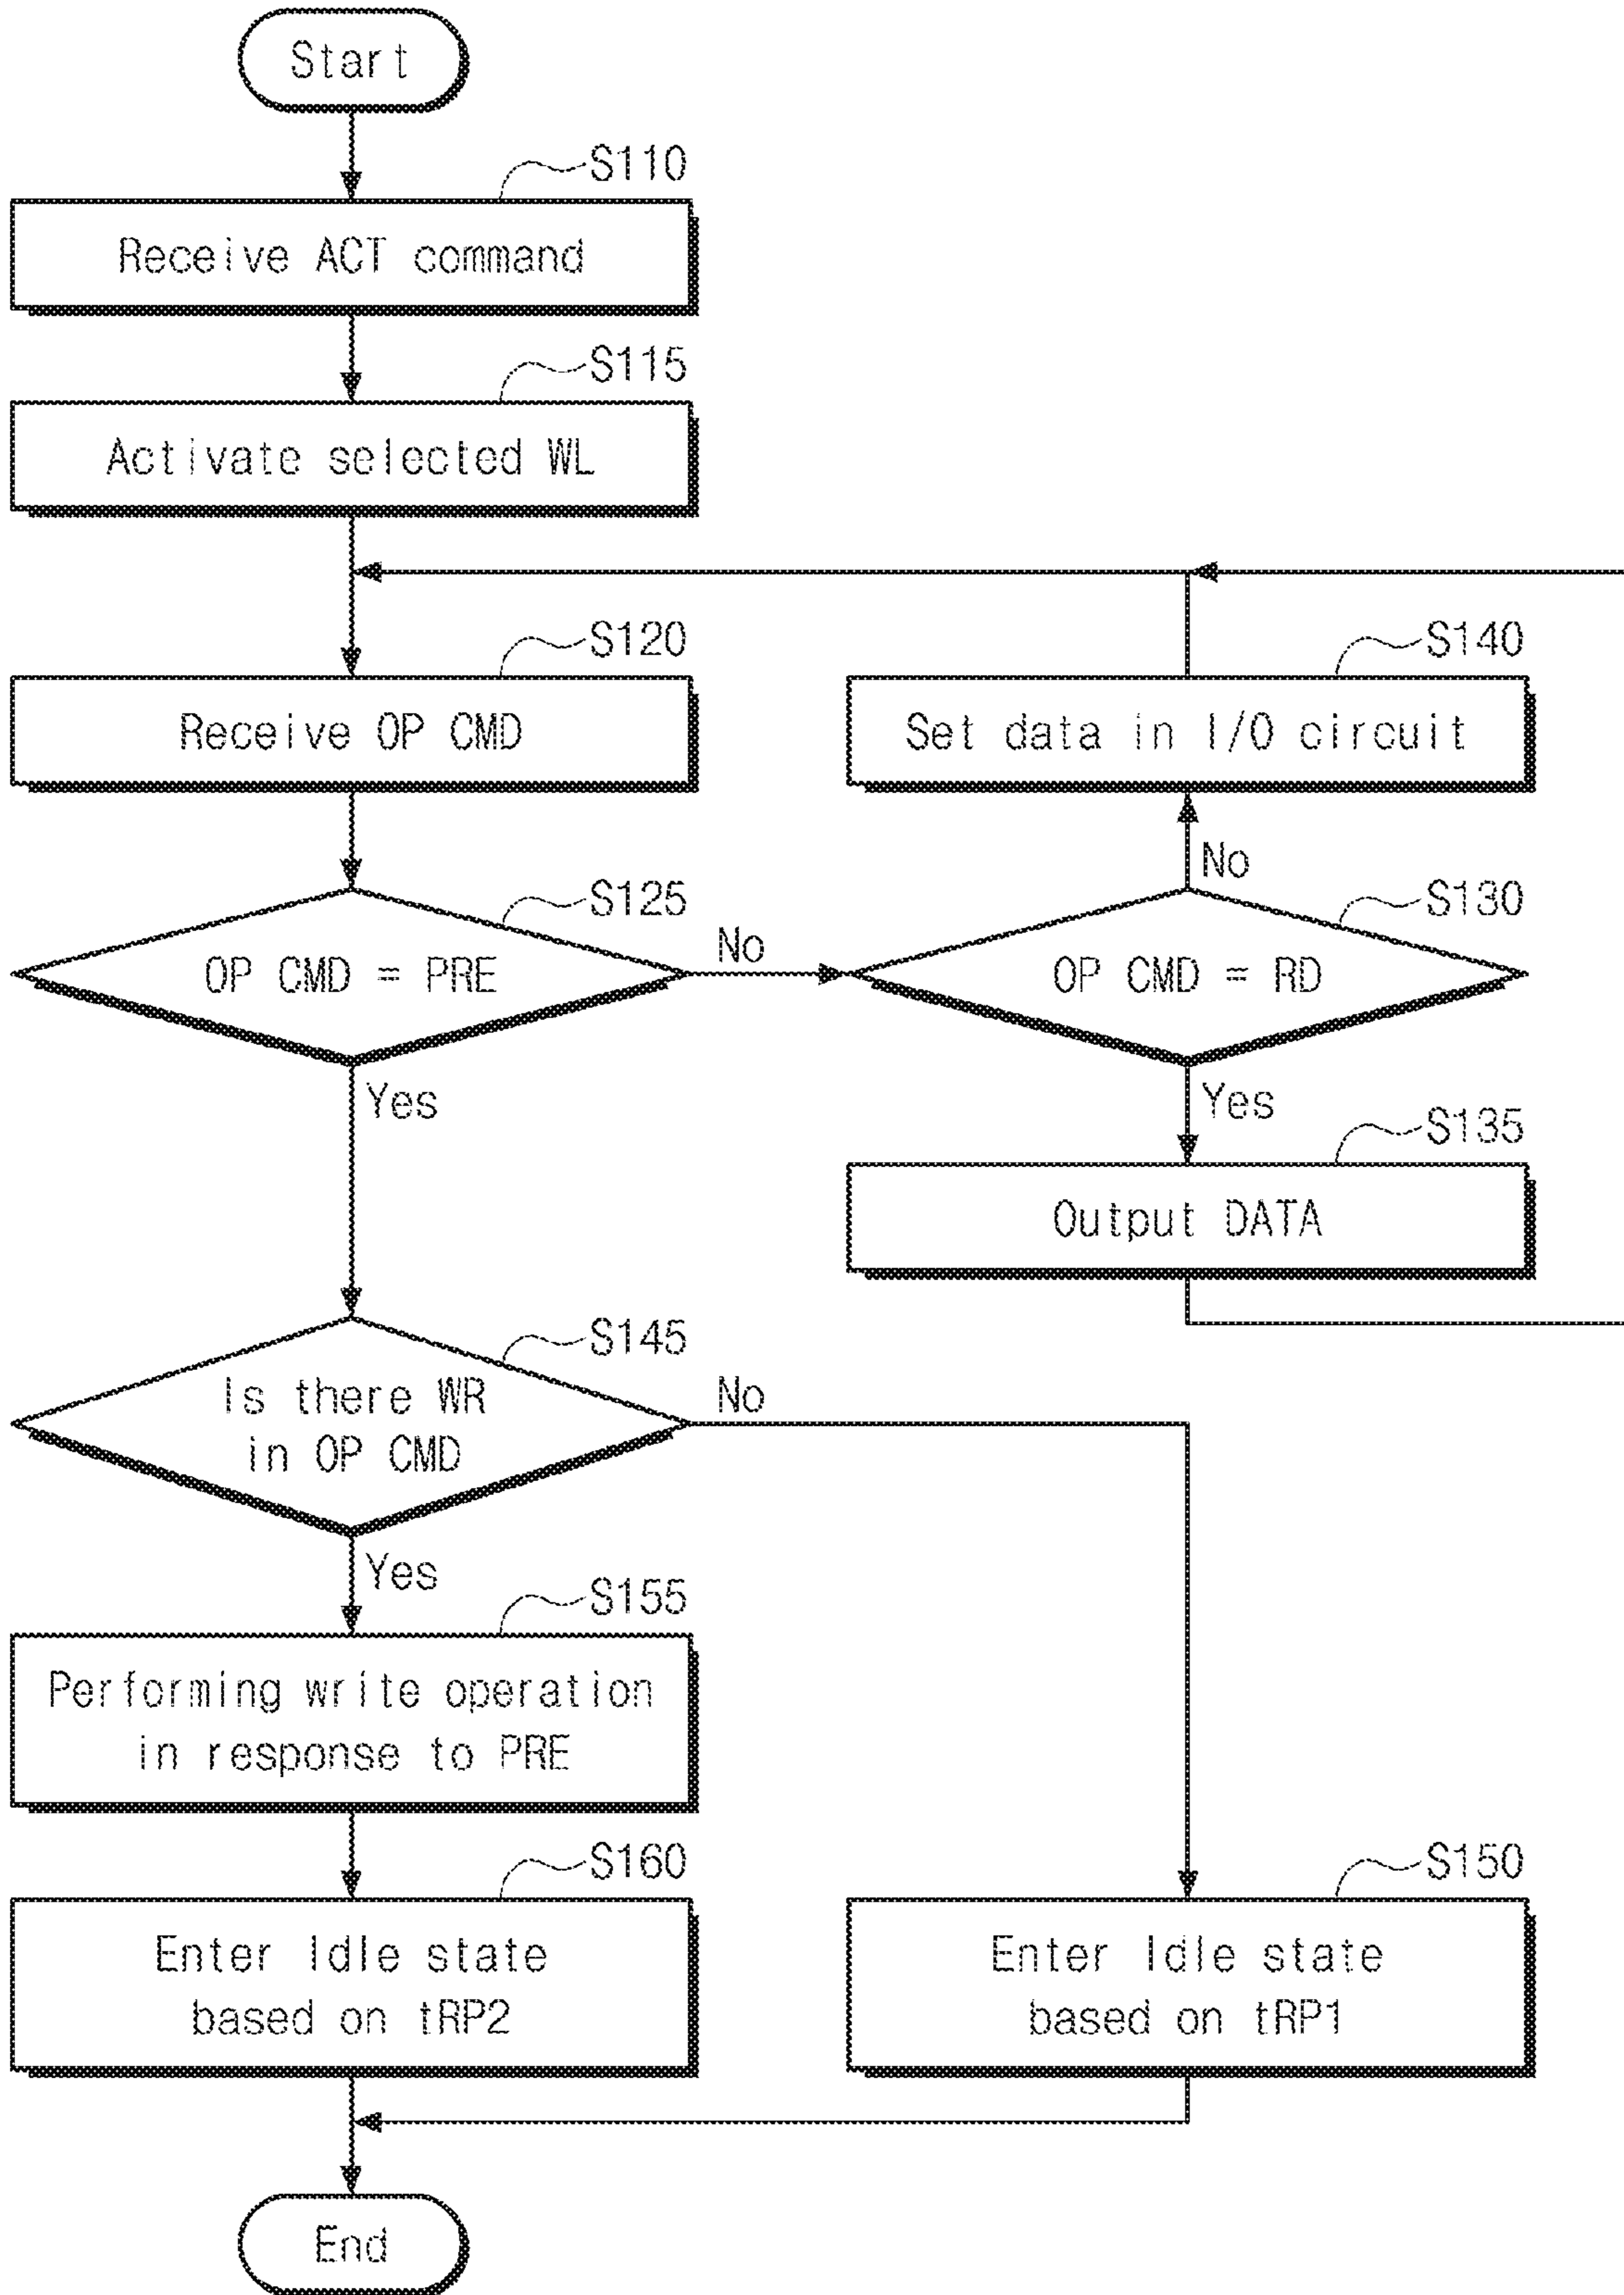 Start
S110
Receive ACT command
S115
Activate selected WL
S120
Receive OP CMD
S140
Set data in I/O circuit
S125
OP CMD = PRE
No
Yes
S130
OP CMD = RD
No
Yes
S135
Output DATA
S145
Is there WR
in OP CMD
No
Yes
S155
Performing write operation
in response to PRE
S160
Enter Idle state
based on tRP2
S150
Enter Idle state
based on tRP1
End